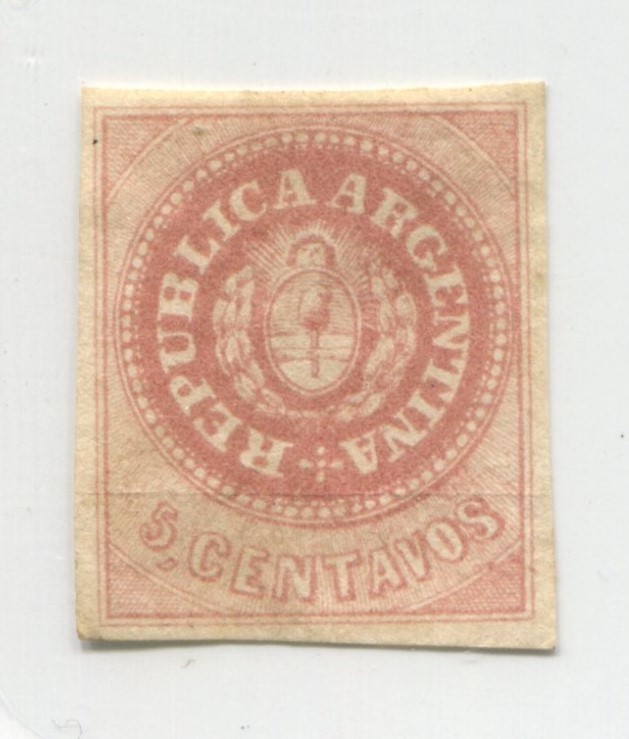 REPUBLICA ARGENTINA
5, CENTAVOS